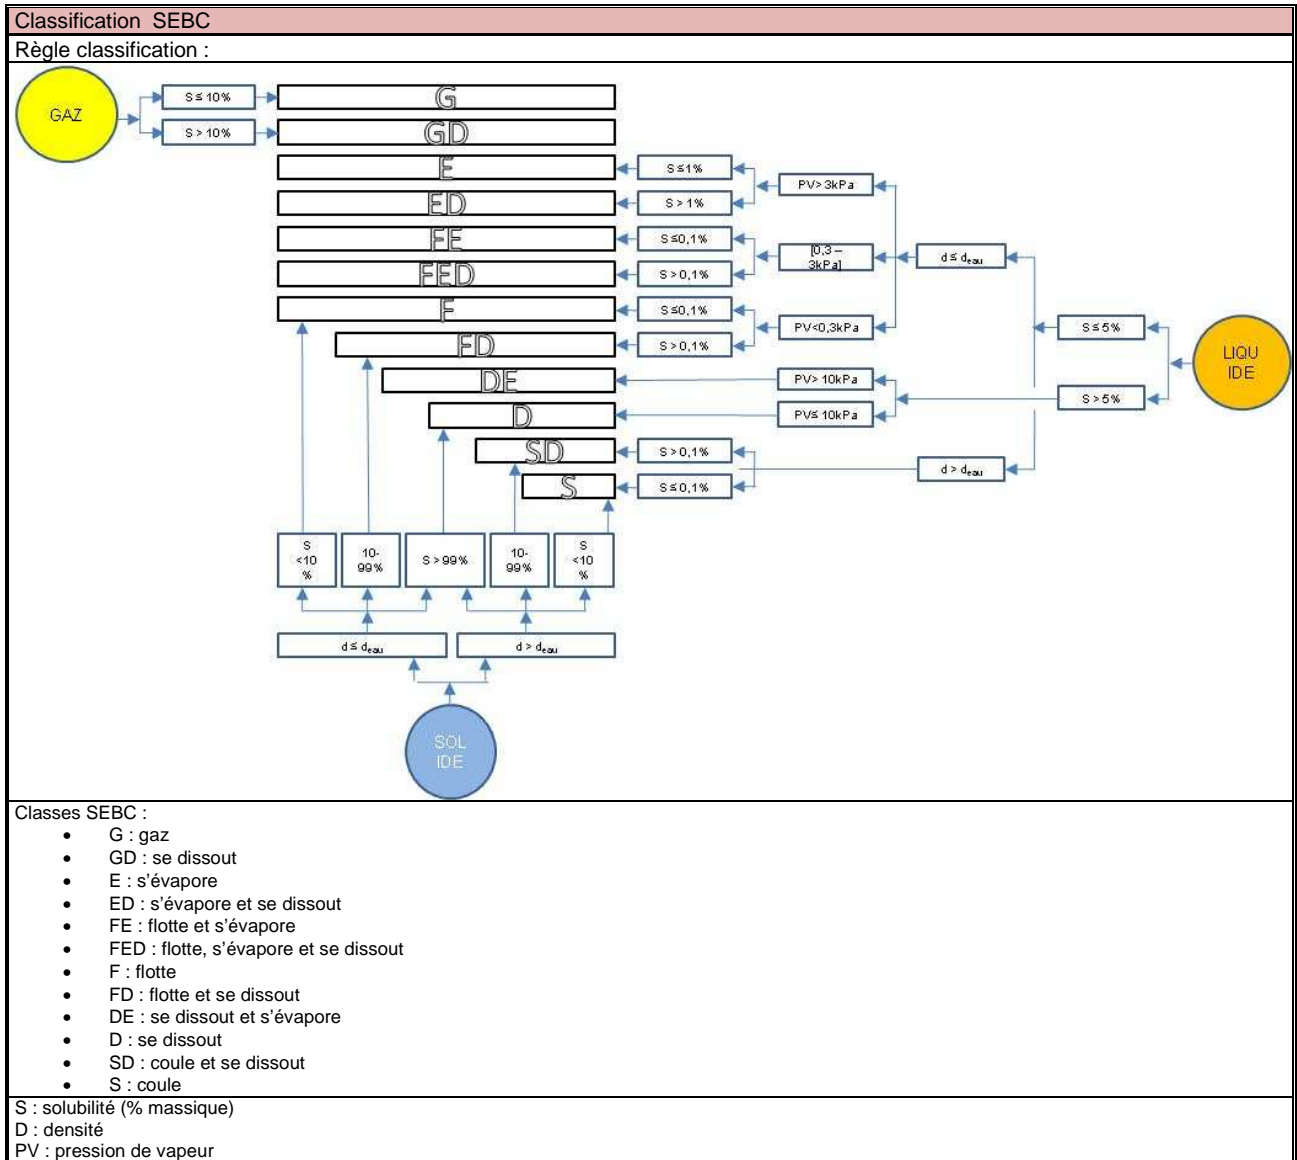 Classification SEBC
Règle classification :
GAZ
S ≤ 10%
G
S > 10%
GD
E
S ≤1%
PV> 3kPa
ED
S > 1%
FE
S ≤0,1%
[0,3 –
3kPa]
d ≤ deau
FED
S > 0,1%
F
S ≤0,1%
PV<0,3kPa
S ≤ 5%
FD
S > 0,1%
LIQU
IDE
DE
PV> 10kPa
S > 5%
D
PV≤ 10kPa
SD
S > 0,1%
d > deau
S
S ≤ 0,1%
S
<10
%
10-
99%
S > 99%
10-
99%
S
<10
%
d ≤ deau
d > deau
SOL
IDE
Classes SEBC :
• G : gaz
• GD : se dissout
• E : s’évapore
• ED : s’évapore et se dissout
• FE : flotte et s’évapore
• FED : flotte, s’évapore et se dissout
• F : flotte
• FD : flotte et se dissout
• DE : se dissout et s’évapore
• D : se dissout
• SD : coule et se dissout
• S : coule
S : solubilité (% massique)
D : densité
PV : pression de vapeur